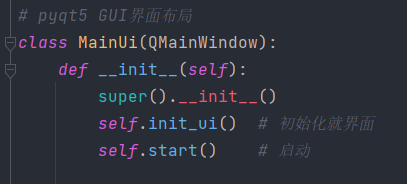 # pyqt5 GUI界面布局
class MainUi(QMainWindow):
    def __init__(self):
        super().__init__()
        self.init_ui()  # 初始化就界面
        self.start()    # 启动